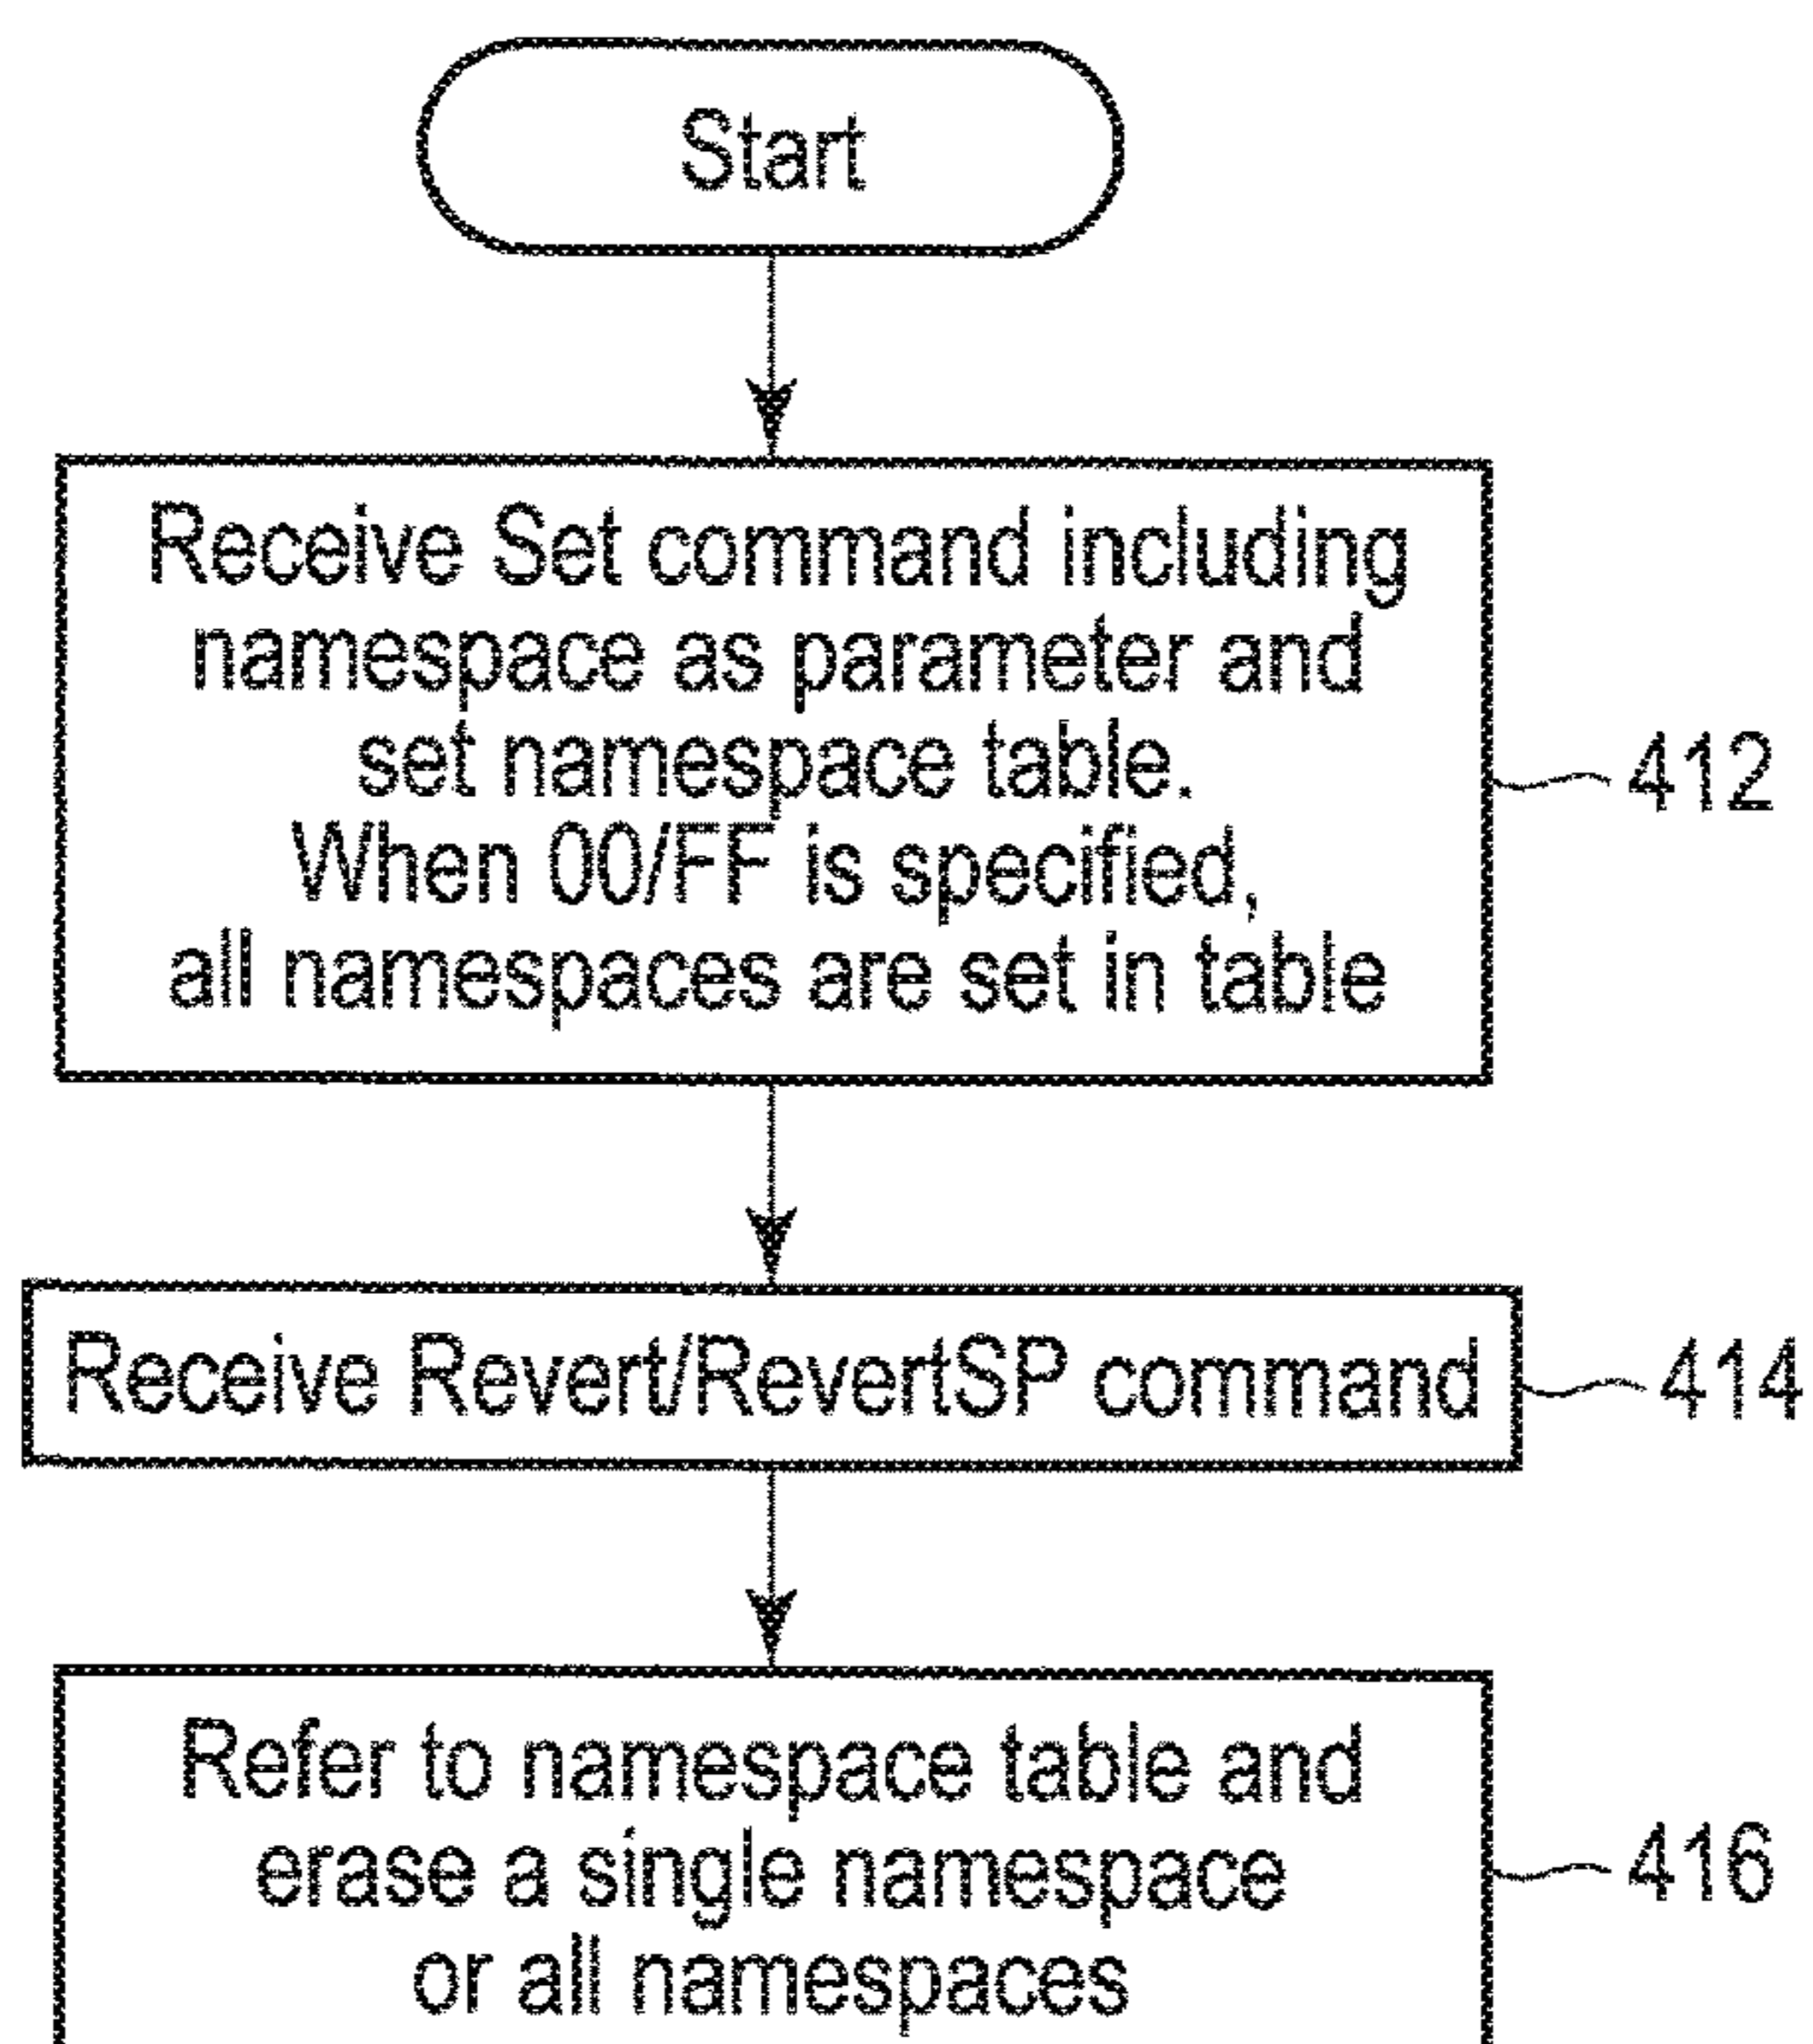 Start
Receive Set command including
namespace as parameter and
set namespace table.
When 00/FF is specified,
all namespaces are set in table
412
Receive Revert/RevertSP command
414
Refer to namespace table and
erase a single namespace
or all namespaces
416